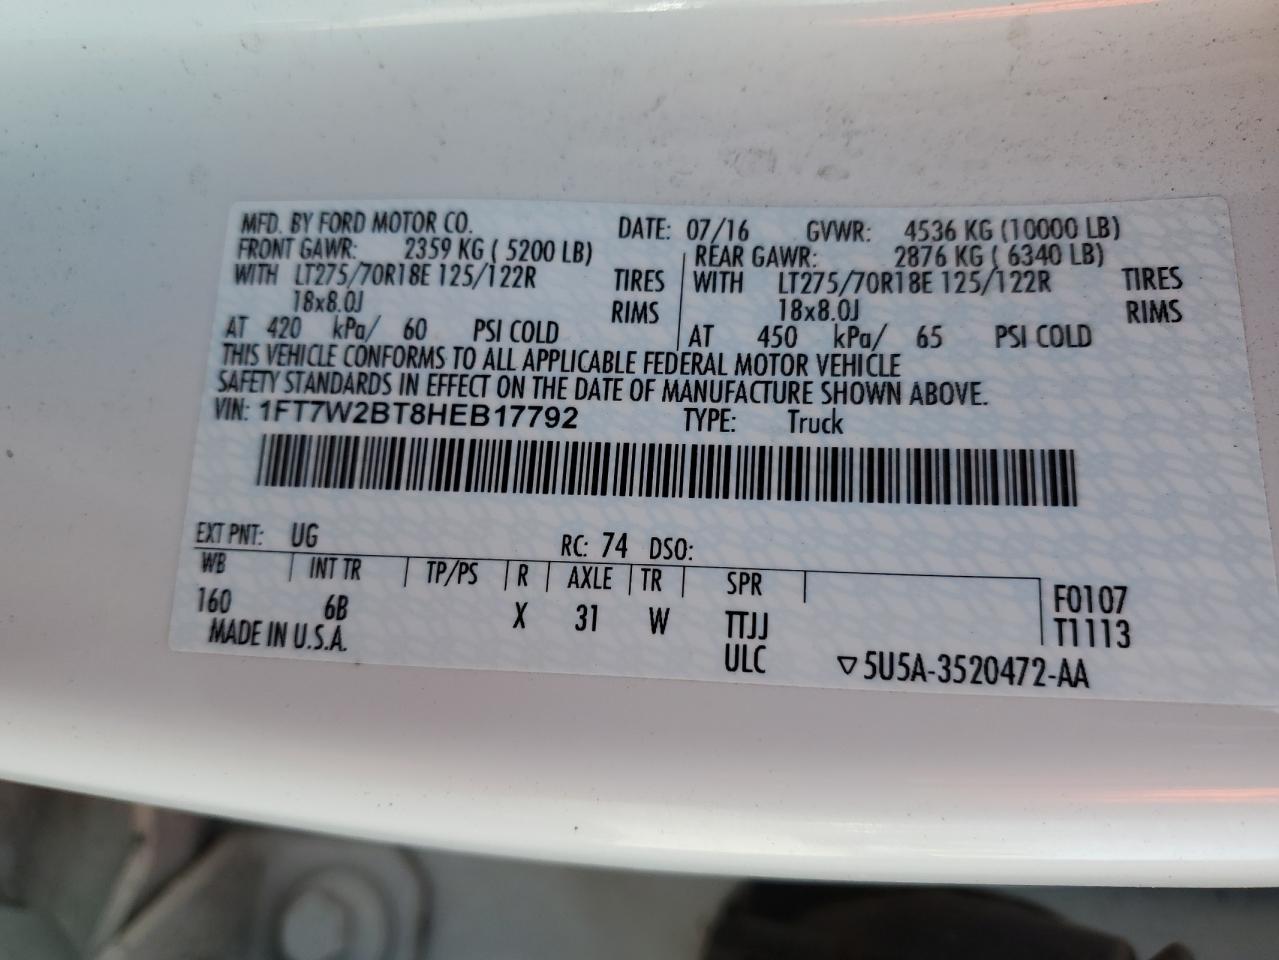 MFD. BY FORD MOTOR CO. DATE: 07/16 GVWR: 4536 KG (10000 LB)
FRONT GAWR: 2359 KG ( 5200 LB) REAR GAWR: 2876 KG ( 6340 LB)
WITH LT275/70R18E 125/122R TIRES WITH LT275/70R18E 125/122R TIRES
18x8.0J RIMS 18x8.0J RIMS
AT 420 kPa/ 60 PSI COLD AT 450 kPa/ 65 PSI COLD
THIS VEHICLE CONFORMS TO ALL APPLICABLE FEDERAL MOTOR VEHICLE
SAFETY STANDARDS IN EFFECT ON THE DATE OF MANUFACTURE SHOWN ABOVE.
VIN: 1FT7W2BT8HEB17792 TYPE: Truck
EXT PNT: UG RC: 74 DSO:
WB INT TR TP/PS R AXLE TR SPR F0107
160 6B X 31 W TTJJ T1113
MADE IN U.S.A. ULC ▽5U5A-3520472-AA